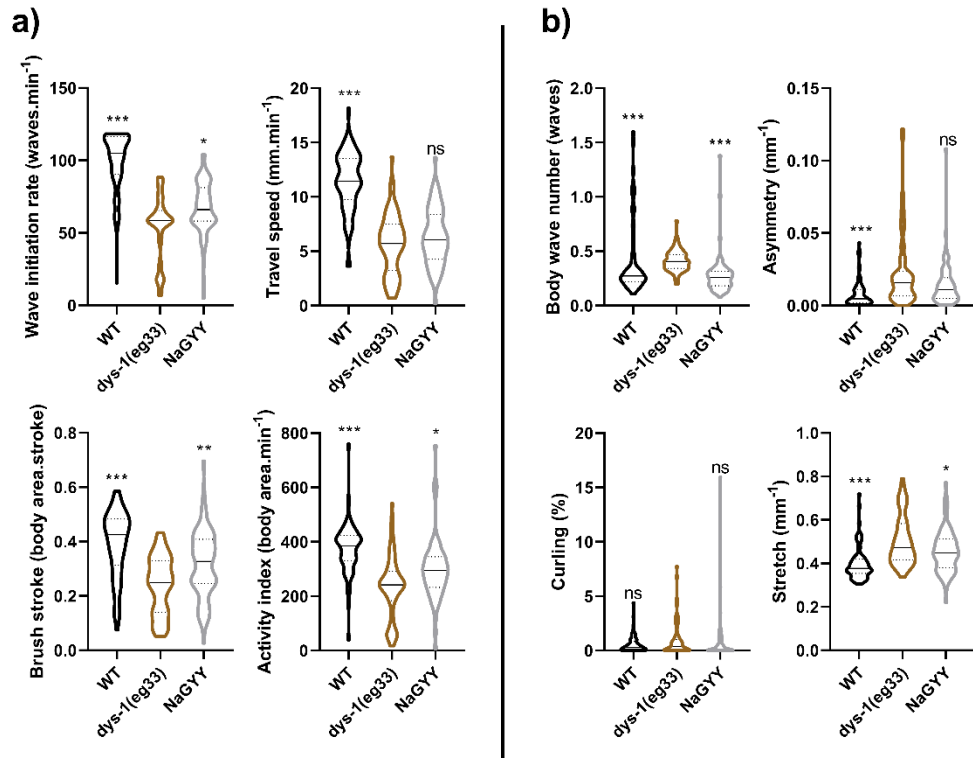 a)
b)
Wave initiation rate (waves.min⁻¹)
150
100
50
0
***
*
WT
dys-1(eg33)
NaGYY
Travel speed (mm.min⁻¹)
20
15
10
5
0
***
ns
WT
dys-1(eg33)
NaGYY
Body wave number (waves)
2.0
1.5
1.0
0.5
0.0
***
***
WT
dys-1(eg33)
NaGYY
Asymmetry (mm⁻¹)
0.15
0.10
0.05
0.00
***
ns
WT
dys-1(eg33)
NaGYY
Brush stroke (body area.stroke)
0.8
0.6
0.4
0.2
0.0
***
**
WT
dys-1(eg33)
NaGYY
Activity index (body area.min⁻¹)
800
600
400
200
0
***
*
WT
dys-1(eg33)
NaGYY
Curling (%)
20
15
10
5
0
ns
ns
WT
dys-1(eg33)
NaGYY
Stretch (mm⁻¹)
1.0
0.8
0.6
0.4
0.2
0.0
***
*
WT
dys-1(eg33)
NaGYY